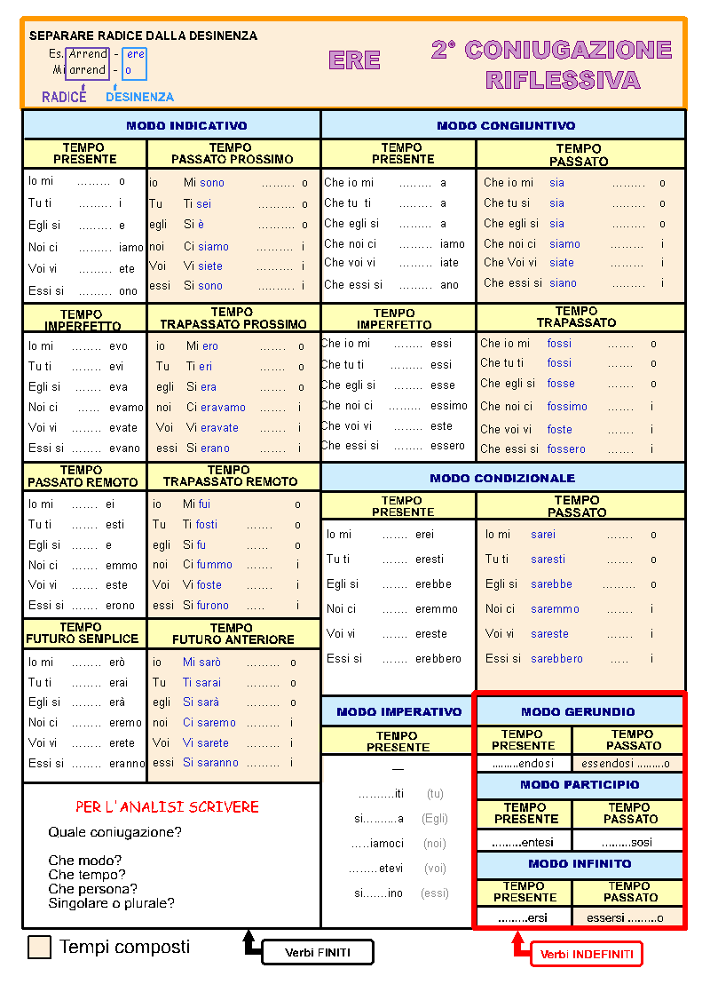 SEPARARE RADICE DALLA DESINENZA
Es. Arrend - ere
Mi arrend - o
RADICE DESINENZA
ERE
2° CONIUGAZIONE
RIFLESSIVA
MODO INDICATIVO
TEMPO
PRESENTE
Io mi ......... o
Tu ti ......... i
Egli si ......... e
Noi ci ......... iamo
Voi vi ......... ete
Essi si ......... ono
TEMPO
PASSATO PROSSIMO
io Mi sono ......... o
Tu Ti sei .......... o
egli Si è .......... o
noi Ci siamo .......... i
Voi Vi siete .......... i
essi Si sono ......... i
TEMPO
IMPERFETTO
Io mi ........ evo
Tu ti ........ evi
Egli si ........ eva
Noi ci ...... evamo
Voi vi ........ evate
Essi si ........ evano
TEMPO
TRAPASSATO PROSSIMO
io Mi ero ....... o
Tu Ti eri ....... o
egli Si era ....... o
noi Ci eravamo ....... i
Voi Vi eravate ....... i
essi Si erano ....... i
TEMPO
PASSATO REMOTO
Io mi ....... ei
Tu ti ....... esti
Egli si ....... e
Noi ci ....... emmo
Voi vi ....... este
Essi si ....... erono
TEMPO
TRAPASSATO REMOTO
io Mi fui o
Tu Ti fosti ....... o
egli Si fu ...... o
noi Ci fummo ...... i
Voi Vi foste ....... i
essi Si furono ..... i
TEMPO
FUTURO SEMPLICE
Io mi ........ erò
Tu ti ........ erai
Egli si ........ erà
Noi ci ........ eremo
Voi vi ........ erete
Essi si ........ eranno
TEMPO
FUTURO ANTERIORE
io Mi sarò ......... o
Tu Ti sarai ......... o
egli Si sarà ......... o
noi Ci saremo ......... i
Voi Vi sarete ......... i
essi Si saranno ......... i
MODO CONGIUNTIVO
TEMPO
PRESENTE
Che io mi ......... a
Che tu ti ......... a
Che egli si ......... a
Che noi ci ......... iamo
Che voi vi ......... iate
Che essi si ......... ano
TEMPO
PASSATO
Che io mi sia ......... o
Che tu si sia ......... o
Che egli si sia ......... o
Che noi ci siamo ......... i
Che Voi vi siate ......... i
Che essi si siano ......... i
TEMPO
IMPERFETTO
Che io mi ........ essi
Che tu ti ........ essi
Che egli si ........ esse
Che noi ci ......... essimo
Che voi vi ........ este
Che essi si ........ essero
TEMPO
TRAPASSATO
Che io mi fossi ....... o
Che tu ti fossi ....... o
Che egli si fosse ....... o
Che noi ci fossimo ....... i
Che voi vi foste ....... i
Che essi si fossero ....... i
MODO CONDIZIONALE
TEMPO
PRESENTE
Io mi ....... erei
Tu ti ....... eresti
Egli si ....... erebbe
Noi ci ....... eremmo
Voi vi ....... ereste
Essi si ....... erebbero
TEMPO
PASSATO
Io mi sarei ....... o
Tu ti saresti ....... o
Egli si sarebbe ......... o
Noi ci saremmo ....... i
Voi vi sareste ....... i
Essi si sarebbero ..... i
MODO IMPERATIVO
TEMPO
PRESENTE
—
..........iti (tu)
si..........a (Egli)
.....iamoci (noi)
........etevi (voi)
si.......ino (essi)
MODO GERUNDIO
TEMPO
PRESENTE
.........endosi
TEMPO
PASSATO
essendosi .........o
MODO PARTICIPIO
TEMPO
PRESENTE
.........entesi
TEMPO
PASSATO
.........sosi
MODO INFINITO
TEMPO
PRESENTE
.........ersi
TEMPO
PASSATO
essersi .........o
PER L'ANALISI SCRIVERE
Quale coniugazione?
Che modo?
Che tempo?
Che persona?
Singolare o plurale?
Tempi composti
Verbi FINITI
Verbi INDEFINITI